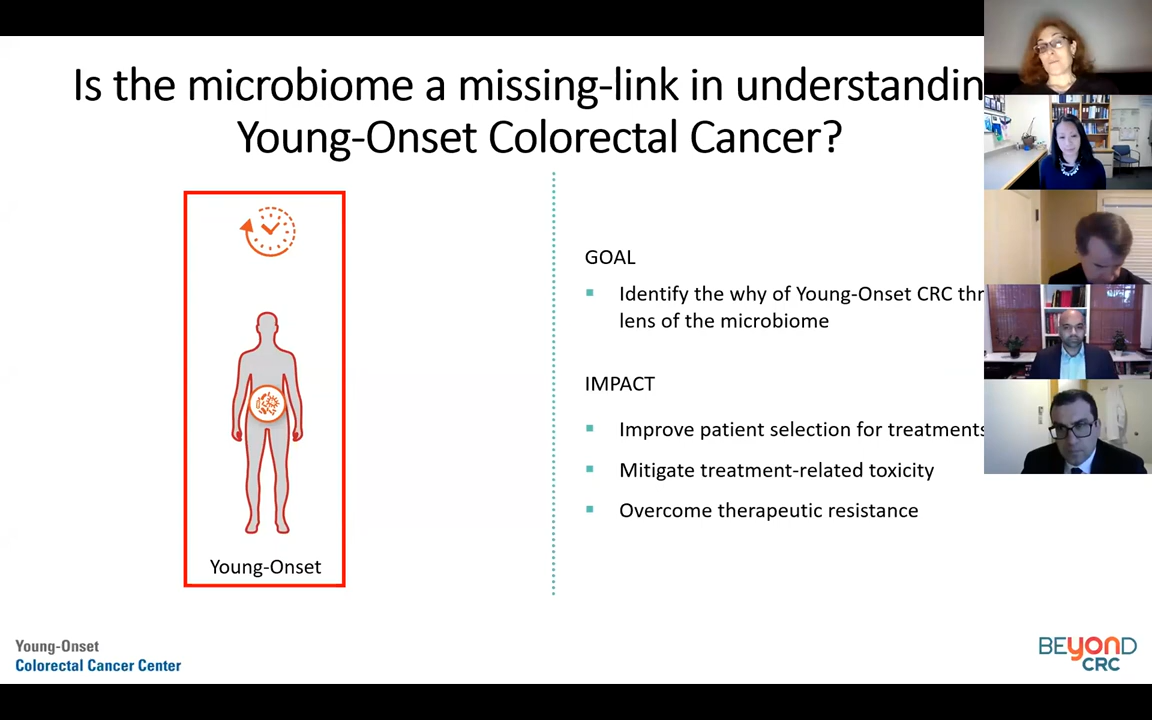 Is the microbiome a missing-link in understandin
Young-Onset Colorectal Cancer?
GOAL
Identify the why of Young-Onset CRC thr
lens of the microbiome
IMPACT
Improve patient selection for treatments
Mitigate treatment-related toxicity
Overcome therapeutic resistance
Young-Onset
Young-Onset
Colorectal Cancer Center
BEYOND
CRC